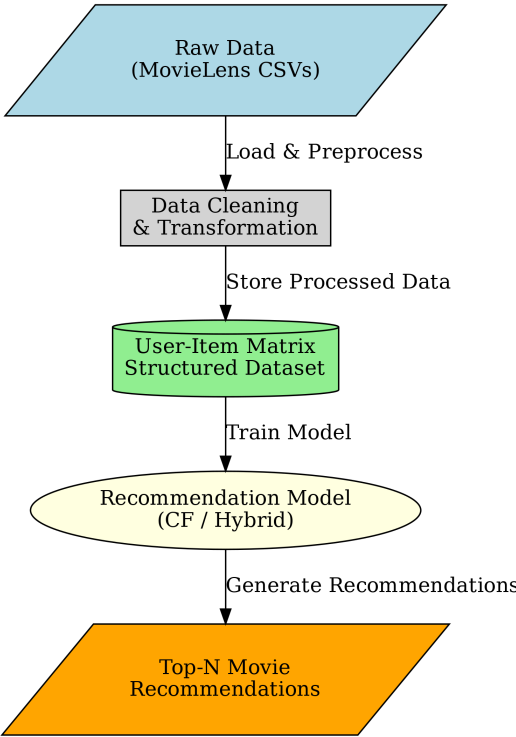 Raw Data
(MovieLens CSVs)
Load & Preprocess
Data Cleaning
& Transformation
Store Processed Data
User-Item Matrix
Structured Dataset
Train Model
Recommendation Model
(CF / Hybrid)
Generate Recommendations
Top-N Movie
Recommendations